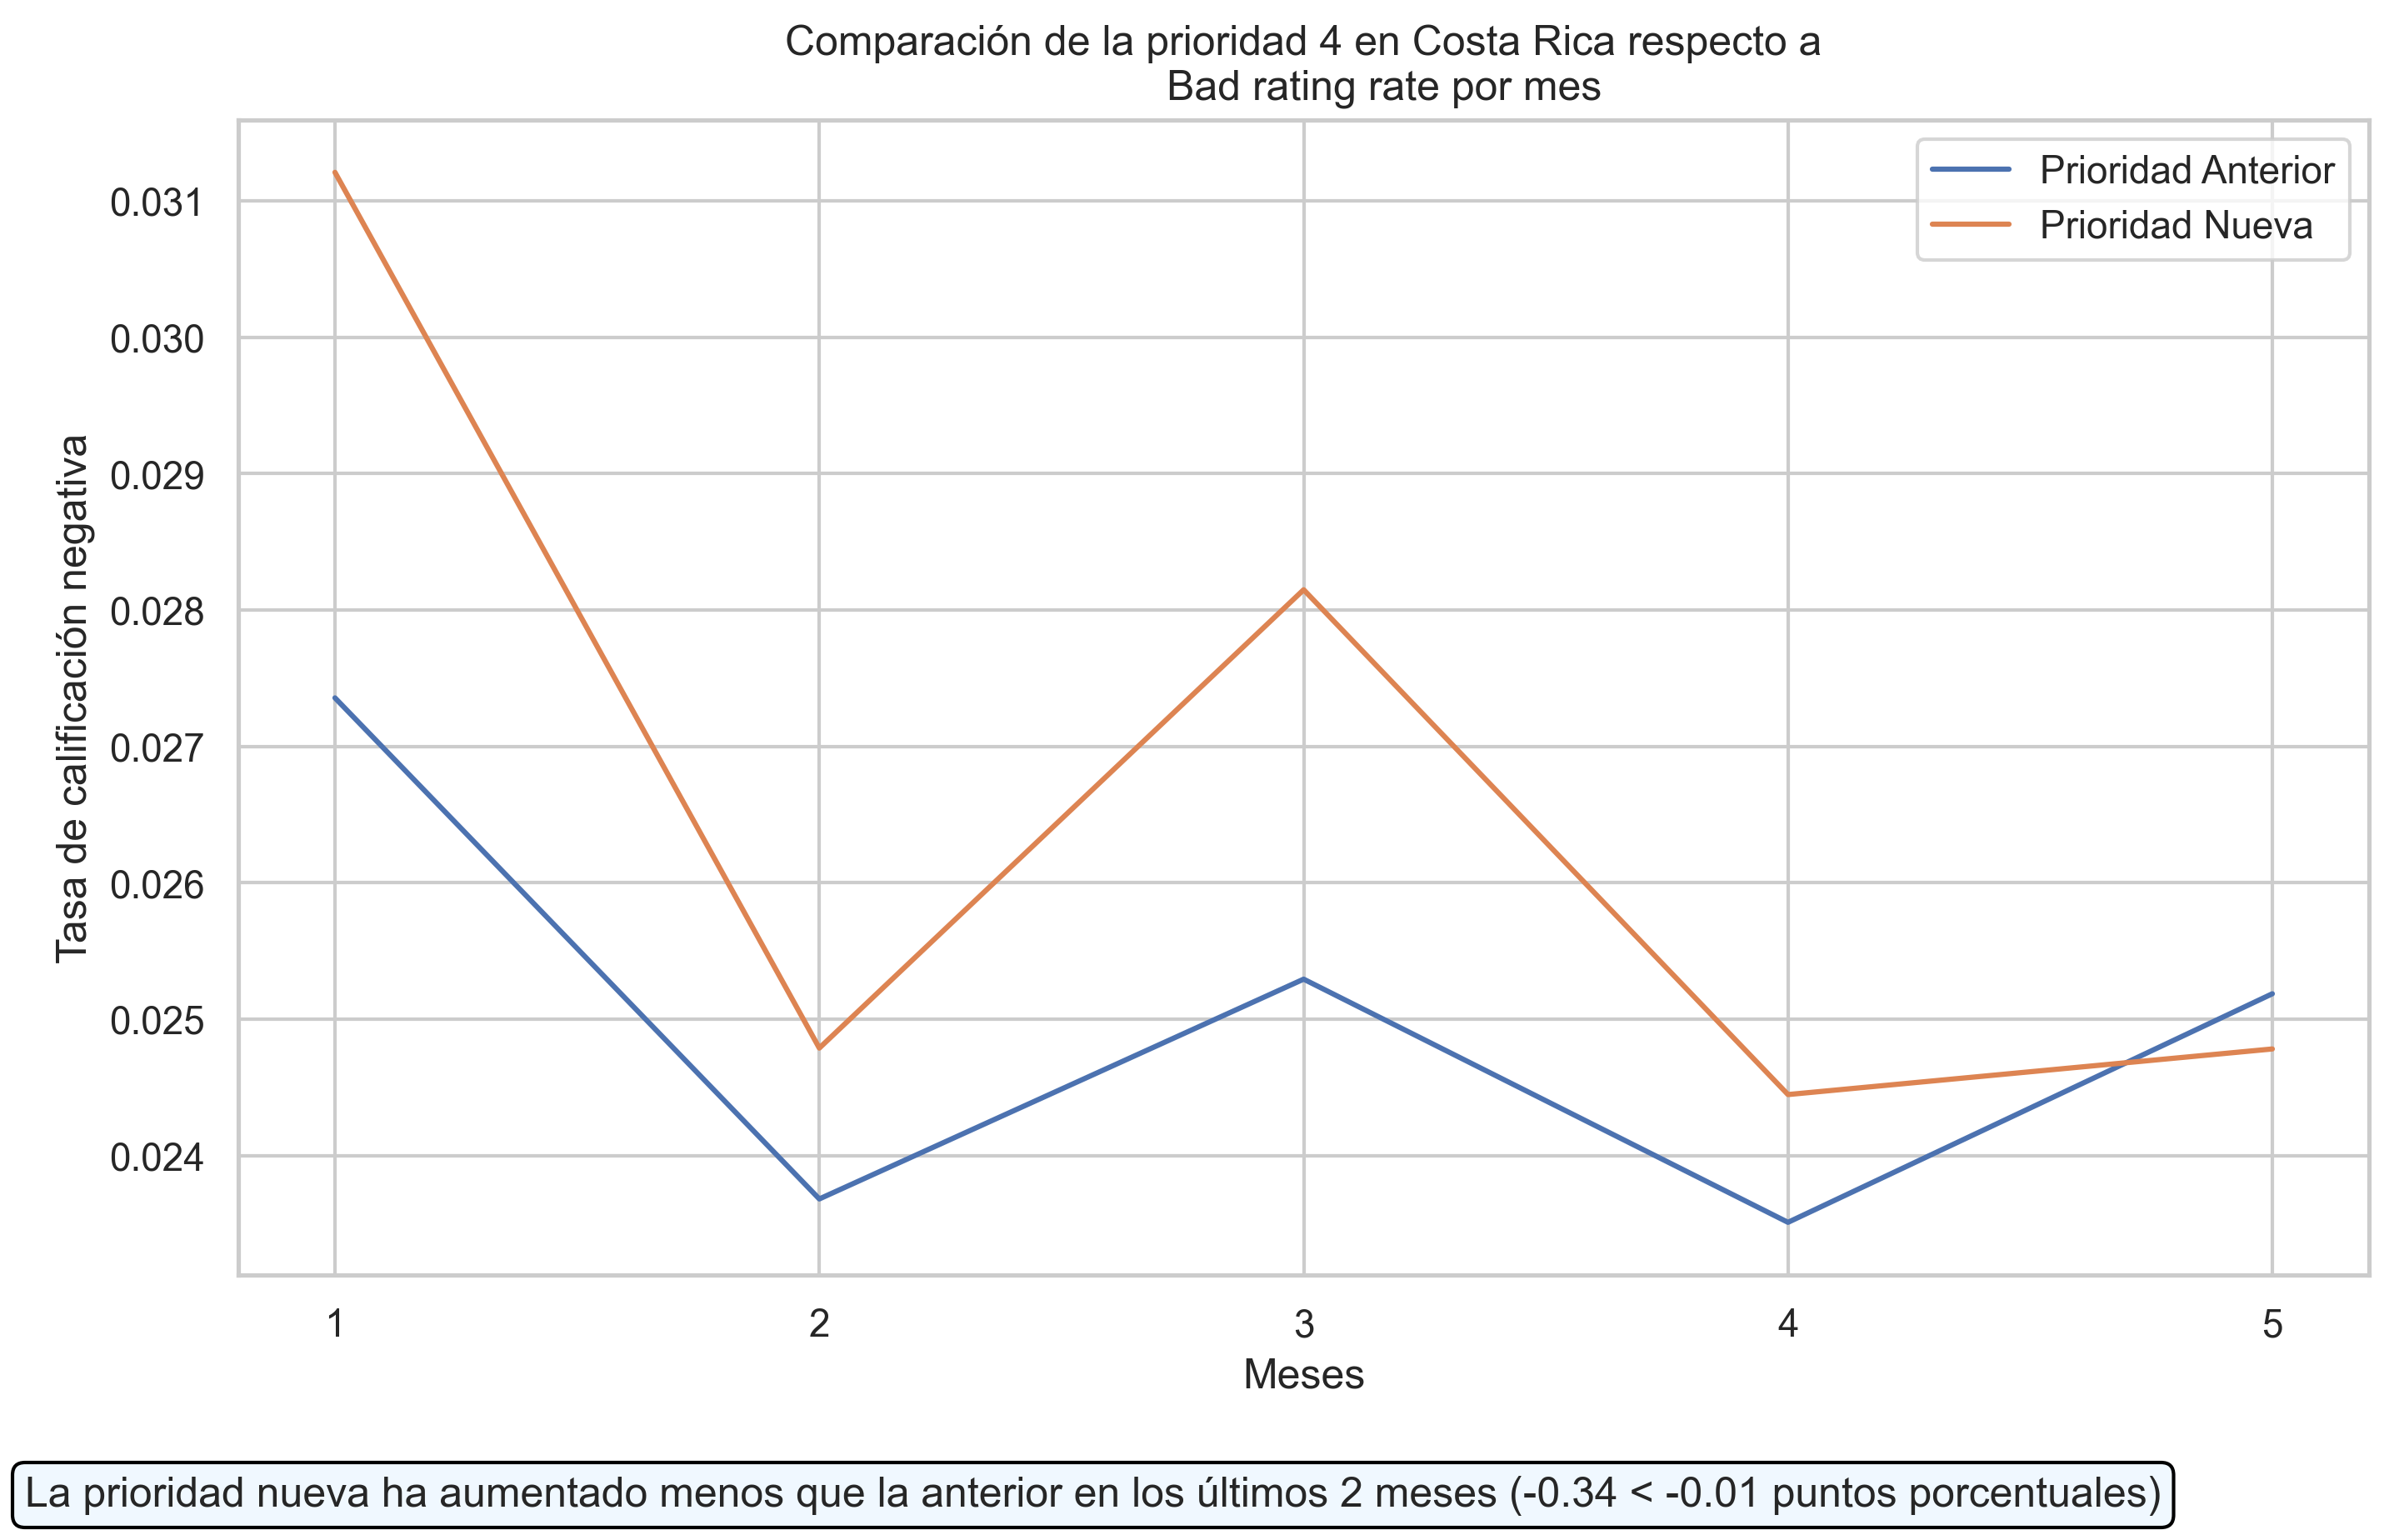 Comparación de la prioridad 4 en Costa Rica respecto a
Bad rating rate por mes
Prioridad Anterior
Prioridad Nueva
Tasa de calificación negativa
0.031
0.030
0.029
0.028
0.027
0.026
0.025
0.024
1
2
3
4
5
Meses
La prioridad nueva ha aumentado menos que la anterior en los últimos 2 meses (-0.34 < -0.01 puntos porcentuales)